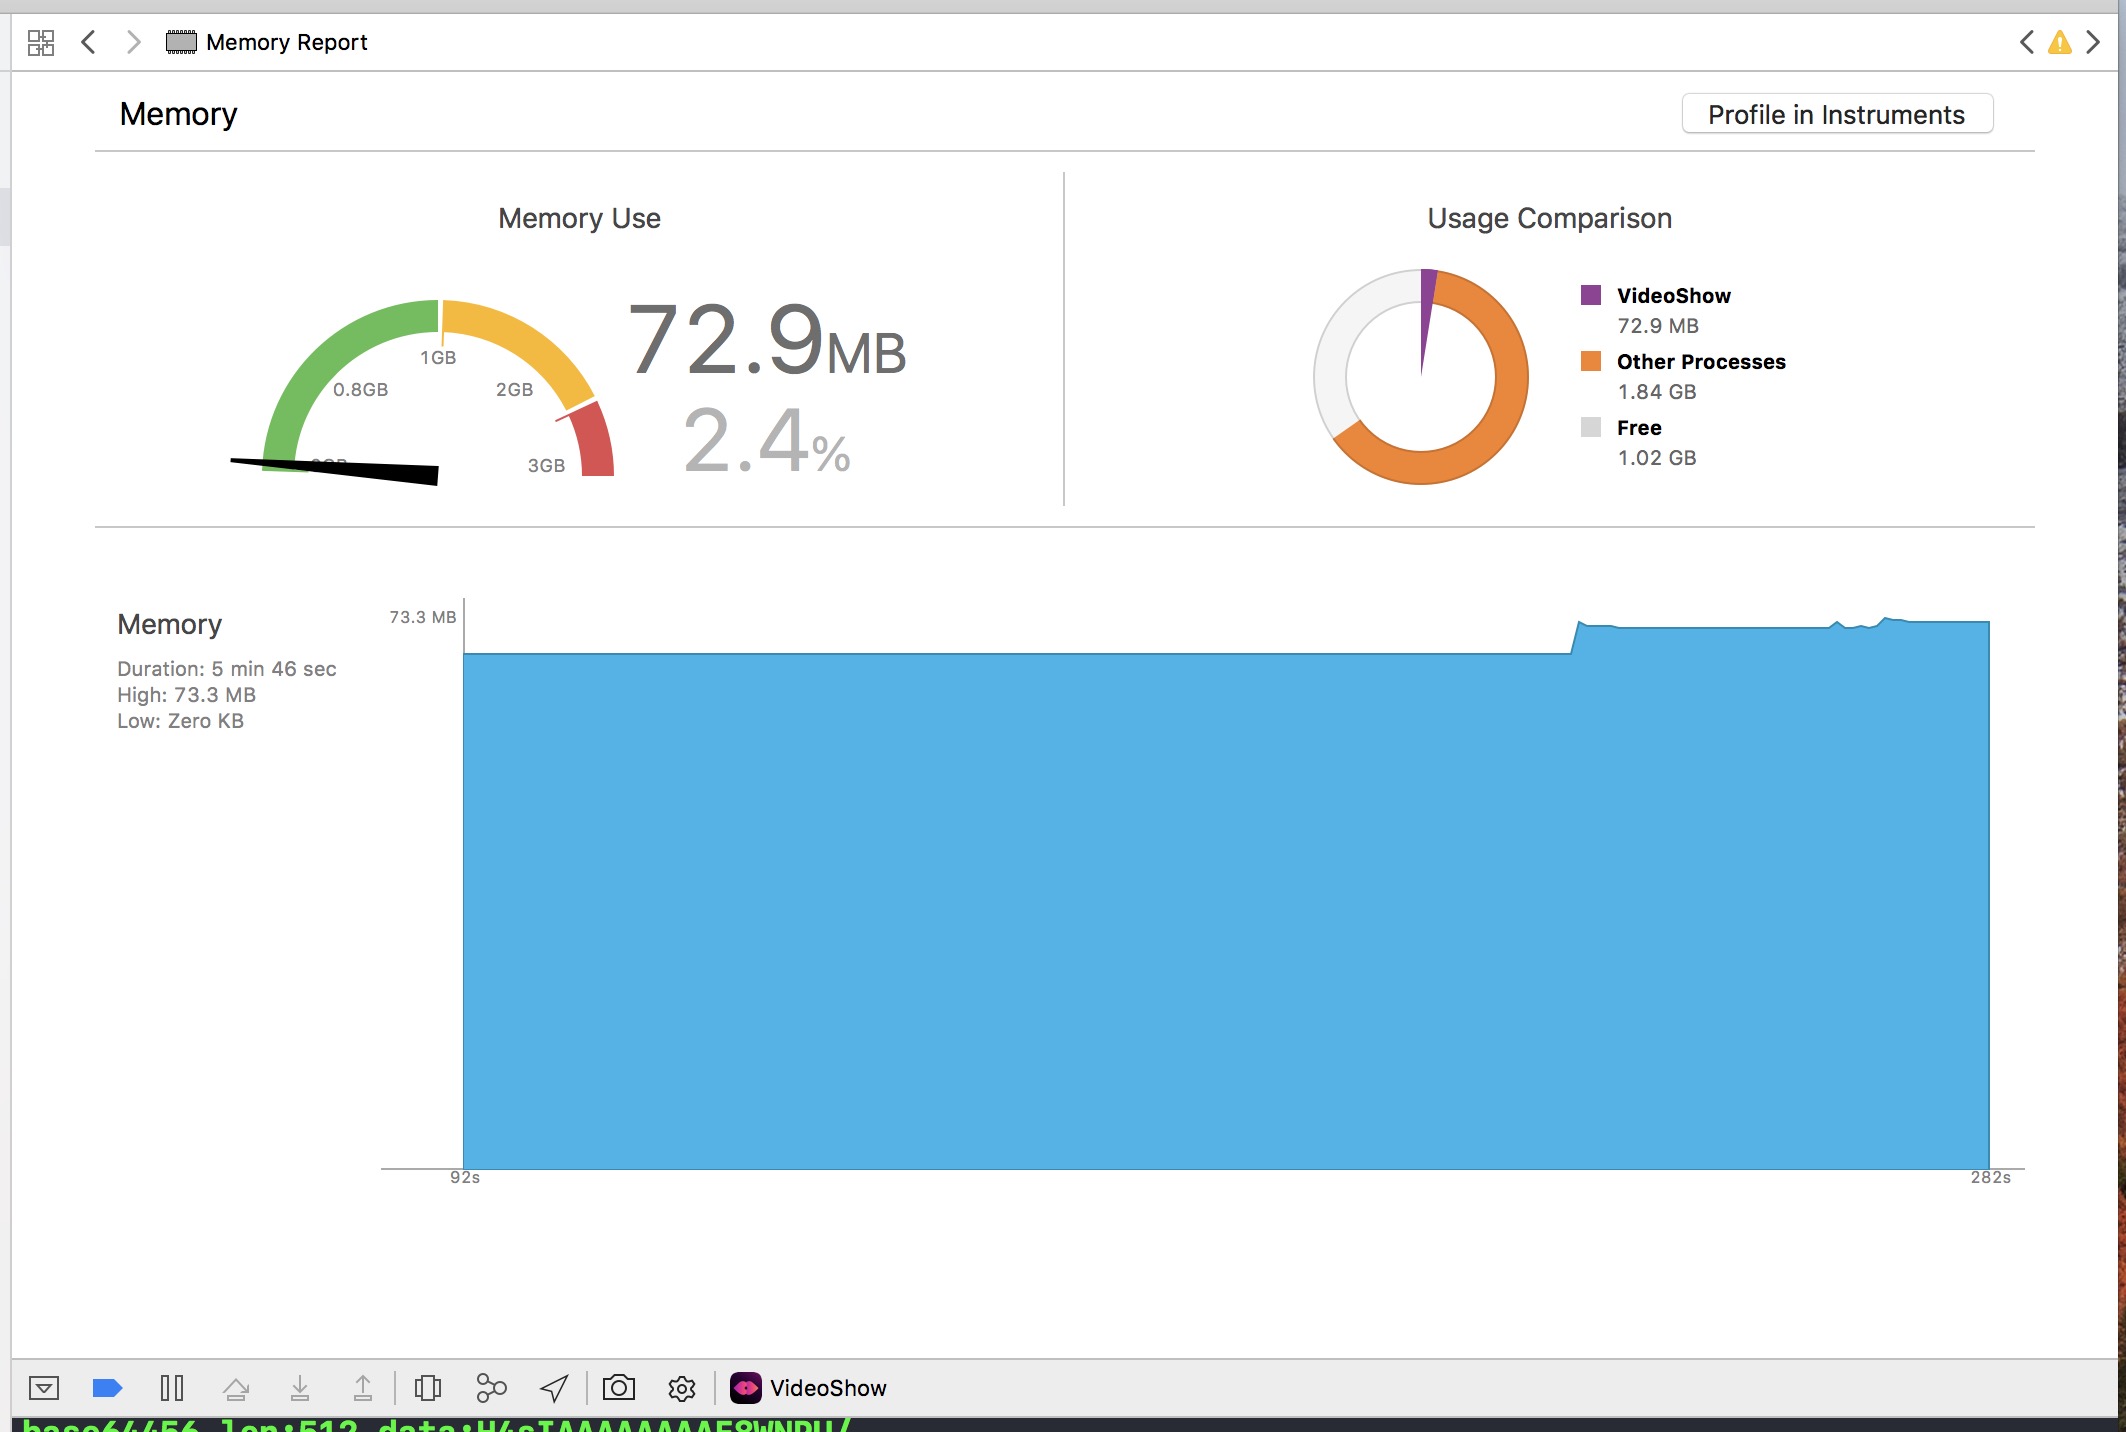 Memory Report
Memory
Profile in Instruments
Memory Use
Usage Comparison
1GB
0.8GB
2GB
3GB
72.9MB
2.4%
VideoShow
72.9 MB
Other Processes
1.84 GB
Free
1.02 GB
Memory
Duration: 5 min 46 sec
High: 73.3 MB
Low: Zero KB
73.3 MB
92s
282s
VideoShow